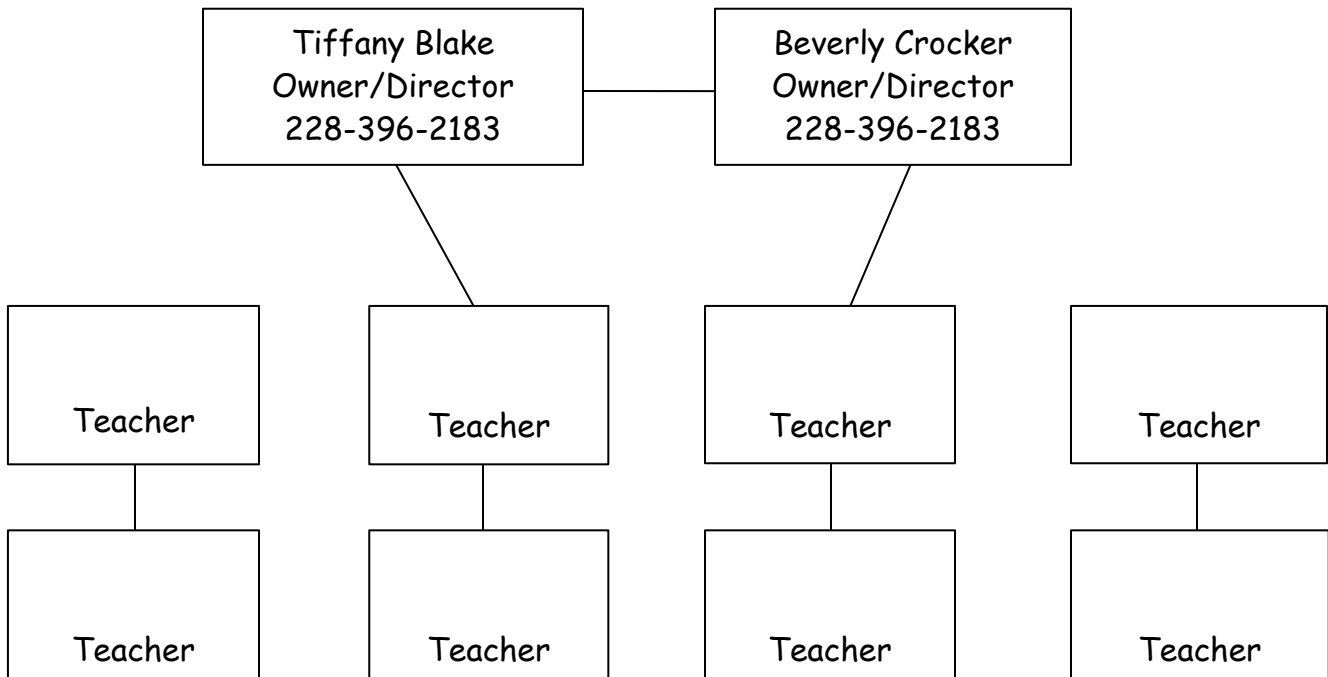 Tiffany Blake
Owner/Director
228-396-2183
Beverly Crocker
Owner/Director
228-396-2183
Teacher
Teacher
Teacher
Teacher
Teacher
Teacher
Teacher
Teacher